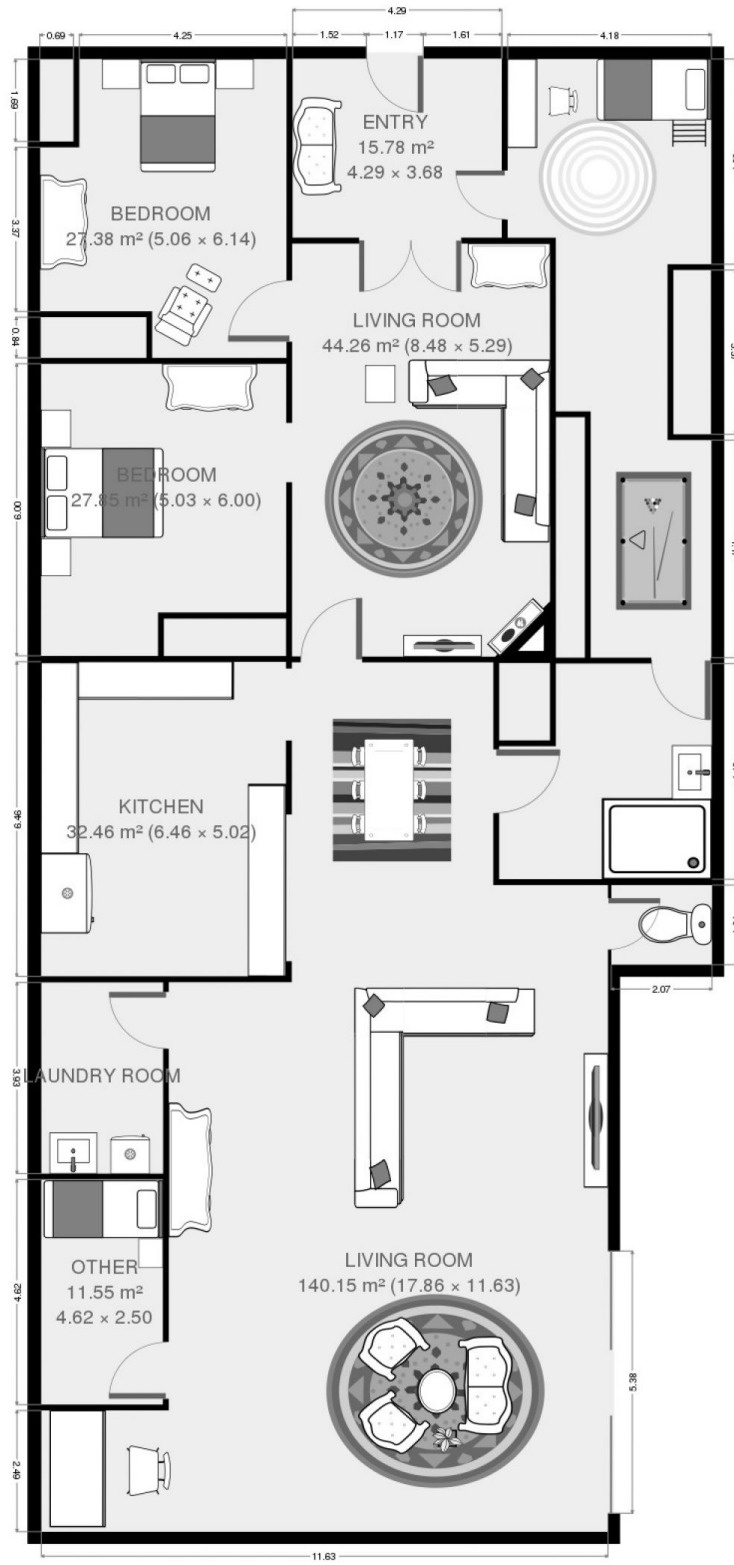 4.29
0.69
4.25
1.52
1.17
1.61
4.18
1.69
ENTRY
15.78 m²
4.29 × 3.68
BEDROOM
27.38 m² (5.06 × 6.14)
3.37
LIVING ROOM
44.26 m² (8.48 × 5.29)
0.84
BEDROOM
27.85 m² (5.03 × 6.00)
6.00
KITCHEN
32.46 m² (6.46 × 5.02)
6.46
2.07
LAUNDRY ROOM
3.93
LIVING ROOM
140.15 m² (17.86 × 11.63)
OTHER
11.55 m²
4.62 × 2.50
4.62
5.38
2.49
11.63